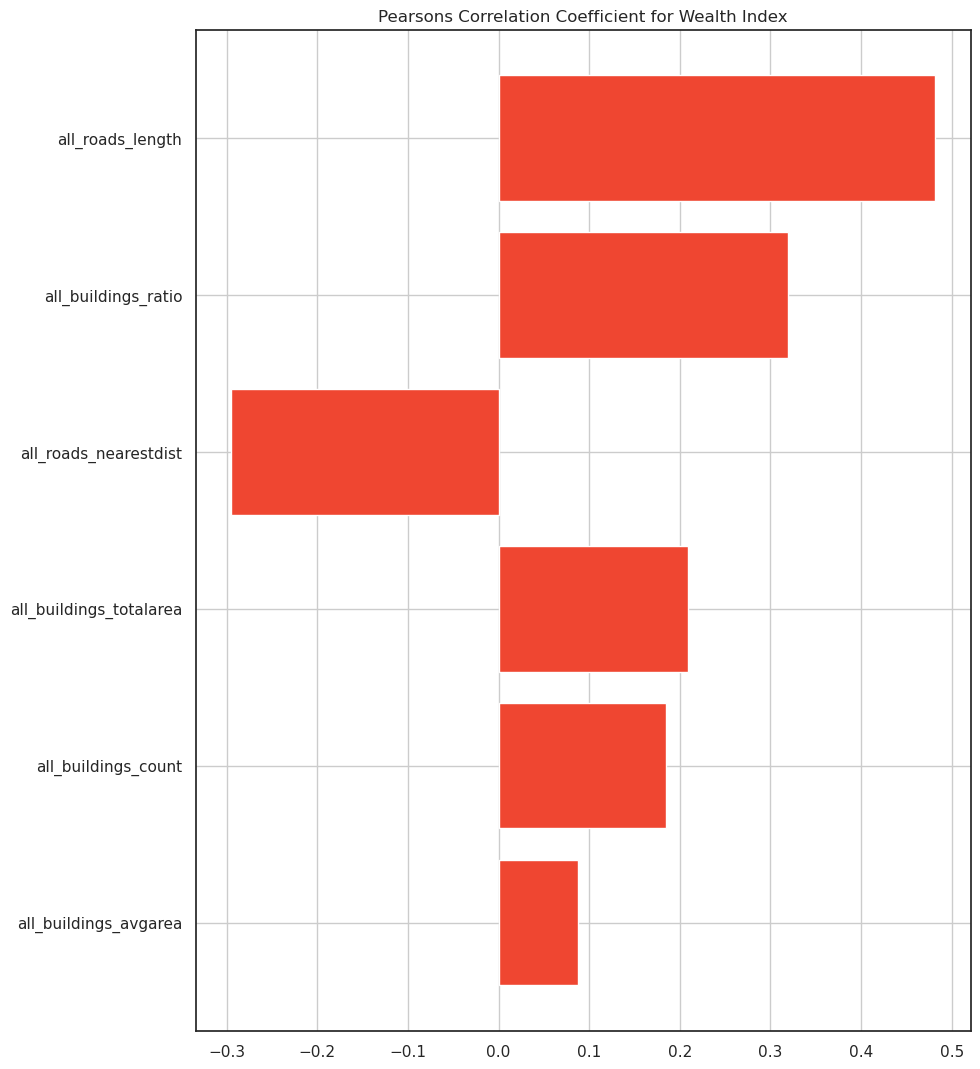 Pearsons Correlation Coefficient for Wealth Index
all_roads_length
all_buildings_ratio
all_roads_nearestdist
all_buildings_totalarea
all_buildings_count
all_buildings_avgarea
−0.3 −0.2 −0.1 0.0 0.1 0.2 0.3 0.4 0.5